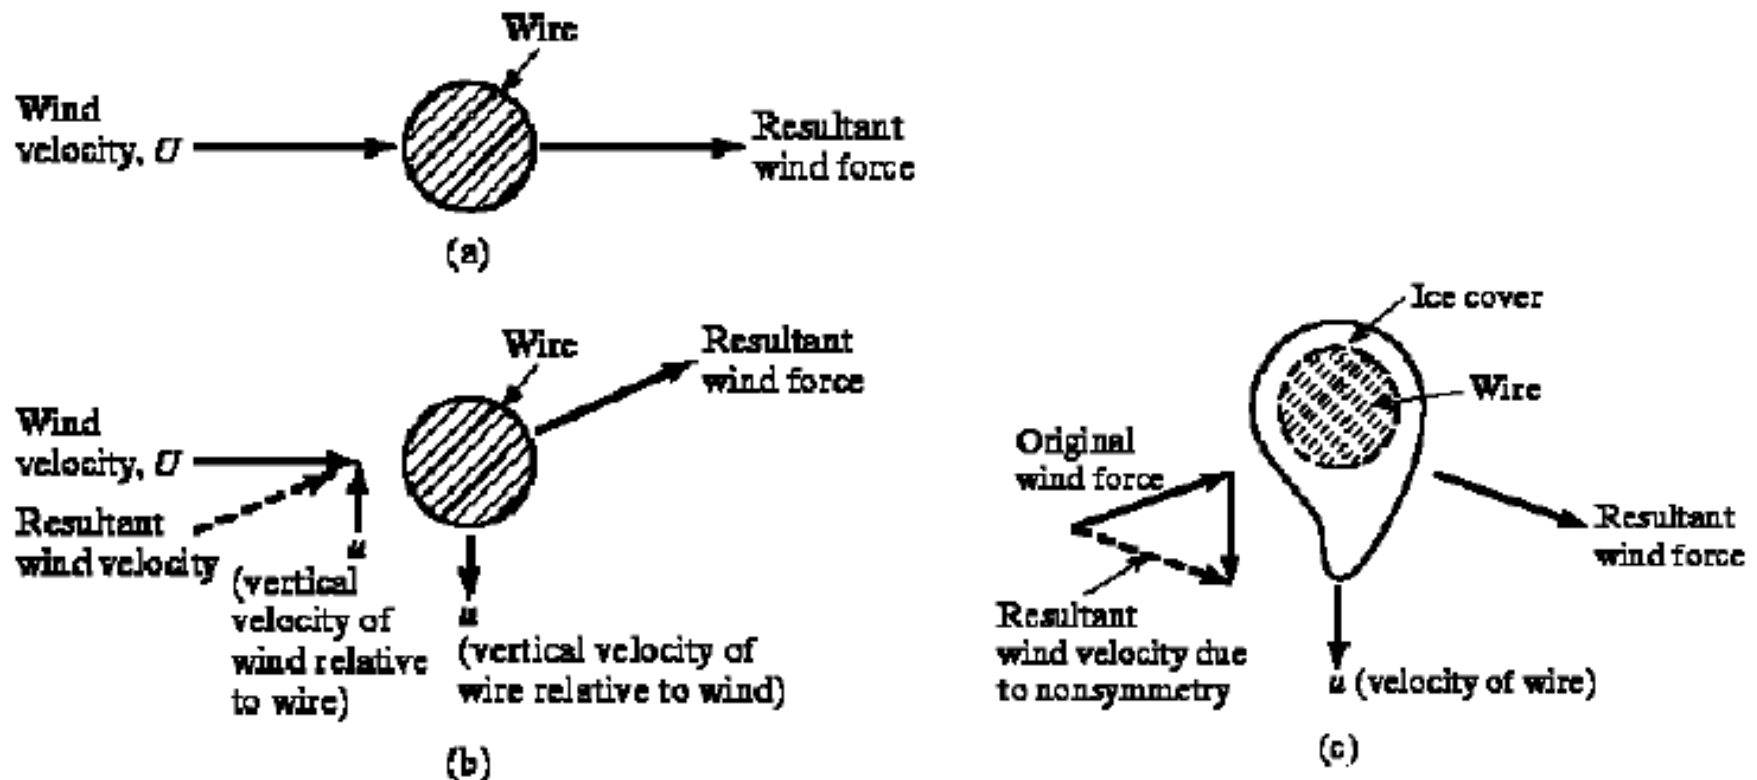 Wire
Wind
velocity, U
Resultant
wind force
(a)
Wire
Resultant
wind force
Wind
velocity, U
Resultant
wind velocity
u
(vertical
velocity of
wind relative
to wire)
u
(vertical velocity of
wire relative to wind)
(b)
Ice cover
Wire
Original
wind force
Resultant
wind force
Resultant
wind velocity due
to nonsymmetry
u (velocity of wire)
(c)